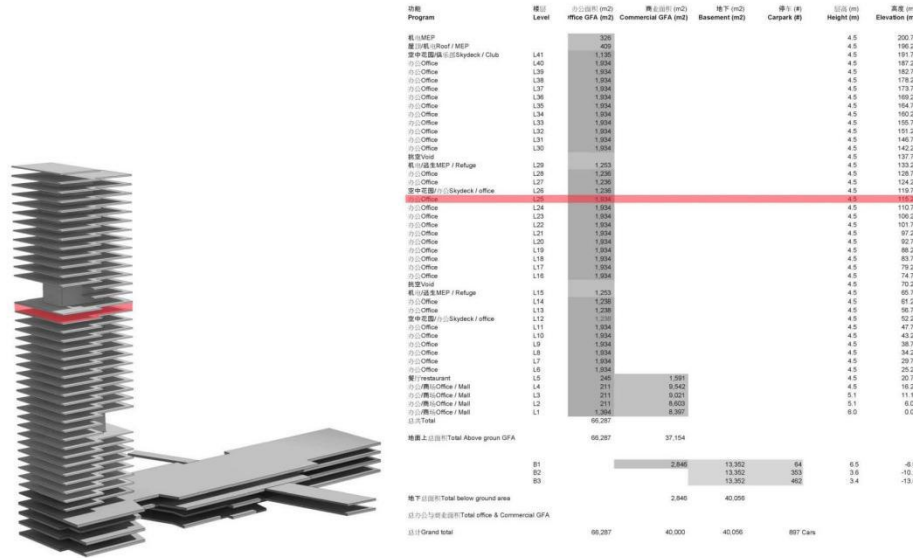 功能 楼层 办公面积 (m2) 商业面积 (m2) 地下 (m2) 停车 (#) 层高 (m) 高度 (m
Program Level ffice GFA (m2) Commercial GFA (m2) Basement (m2) Carpark (#) Height (m) Elevation (m
机电MEP 326 4.5 200.7
屋顶/机电Roof / MEP 409 4.5 196.2
空中花园/俱乐部Skydeck / Club L41 1,135 4.5 191.7
办公Office L40 1,934 4.5 187.2
办公Office L39 1,934 4.5 182.7
办公Office L38 1,934 4.5 178.2
办公Office L37 1,934 4.5 173.7
办公Office L36 1,934 4.5 169.2
办公Office L35 1,934 4.5 164.7
办公Office L34 1,934 4.5 160.2
办公Office L33 1,934 4.5 155.7
办公Office L32 1,934 4.5 151.2
办公Office L31 1,934 4.5 146.7
办公Office L30 1,934 4.5 142.2
挑空Void 4.5 137.7
机电/逃生MEP / Refuge L29 1,253 4.5 133.2
办公Office L28 1,236 4.5 128.7
办公Office L27 1,236 4.5 124.2
空中花园/办公Skydeck / office L26 1,236 4.5 119.7
办公Office L25 1,934 4.5 115.2
办公Office L24 1,934 4.5 110.7
办公Office L23 1,934 4.5 106.2
办公Office L22 1,934 4.5 101.7
办公Office L21 1,934 4.5 97.2
办公Office L20 1,934 4.5 92.7
办公Office L19 1,934 4.5 88.2
办公Office L18 1,934 4.5 83.7
办公Office L17 1,934 4.5 79.2
办公Office L16 1,934 4.5 74.7
挑空Void 4.5 70.2
机电/逃生MEP / Refuge L15 1,253 4.5 65.7
办公Office L14 1,236 4.5 61.2
办公Office L13 1,236 4.5 56.7
空中花园/办公Skydeck / office L12 1,236 4.5 52.2
办公Office L11 1,934 4.5 47.7
办公Office L10 1,934 4.5 43.2
办公Office L9 1,934 4.5 38.7
办公Office L8 1,934 4.5 34.2
办公Office L7 1,934 4.5 29.7
办公Office L6 1,934 4.5 25.2
餐厅restaurant L5 245 1,591 4.5 20.7
办公/商场Office / Mall L4 211 9,542 4.5 16.2
办公/商场Office / Mall L3 211 9,021 5.1 11.1
办公/商场Office / Mall L2 211 8,603 5.1 6.0
办公/商场Office / Mall L1 1,394 8,397 6.0 0.0
总共Total 66,287
地面上总面积Total Above groun GFA 66,287 37,154
B1 2,846 13,352 64 6.5 -6.
B2 13,352 353 3.6 -10.
B3 13,352 462 3.4 -13.
地下总面积Total below ground area 2,846 40,056
总办公与商业面积Total office & Commercial GFA
总计Grand total 66,287 40,000 40,056 897 Cars